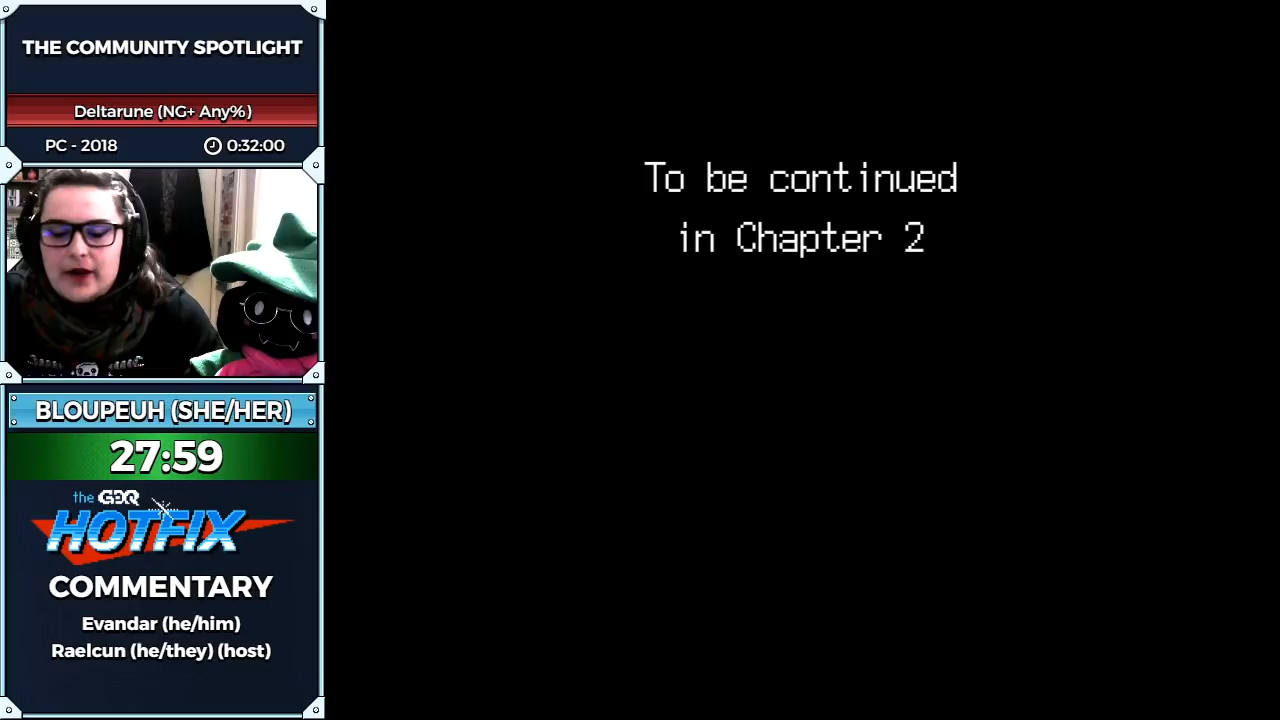 THE COMMUNITY SPOTLIGHT
Deltarune (NG+ Any%)
PC - 2018
0:32:00
BLOUPEUH (SHE/HER)
27:59
the GDQ
HOTFIX
COMMENTARY
Evandar (he/him)
Raelcun (he/they) (host)
To be continued
in Chapter 2